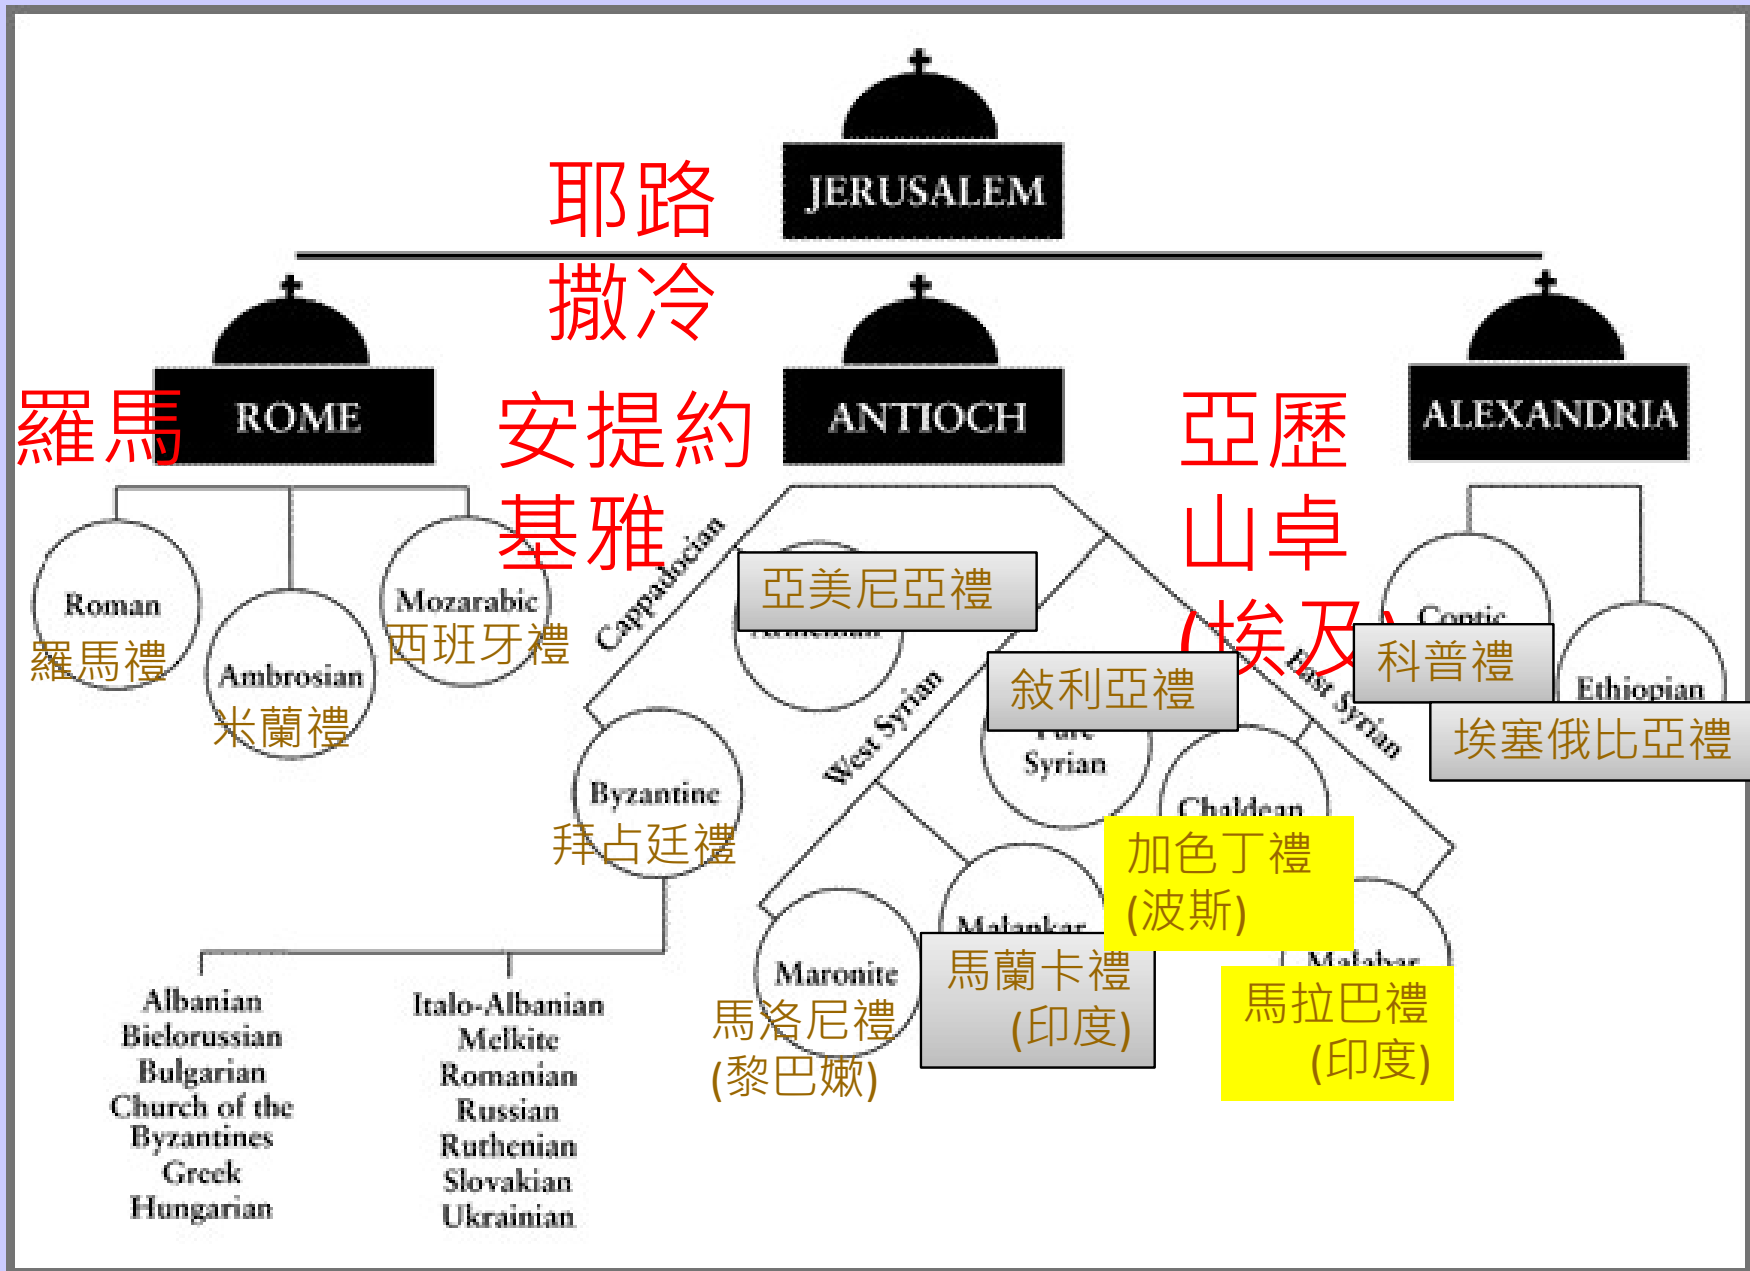 JERUSALEM
耶路
撒冷
ROME
羅馬
ANTIOCH
安提約
基雅
ALEXANDRIA
亞歷
山卓
(埃及)
Roman
羅馬禮
Ambrosian
米蘭禮
Mozarabic
西班牙禮
Cappadocian
亞美尼亞禮
Byzantine
拜占廷禮
West Syrian
敍利亞禮
Pure
Syrian
East Syrian
Chaldean
加色丁禮
(波斯)
Maronite
馬洛尼禮
(黎巴嫩)
Malankar
馬蘭卡禮
(印度)
Malabar
馬拉巴禮
(印度)
Coptic
科普禮
Ethiopian
埃塞俄比亞禮
Albanian
Bielorussian
Bulgarian
Church of the
Byzantines
Greek
Hungarian
Italo-Albanian
Melkite
Romanian
Russian
Ruthenian
Slovakian
Ukrainian